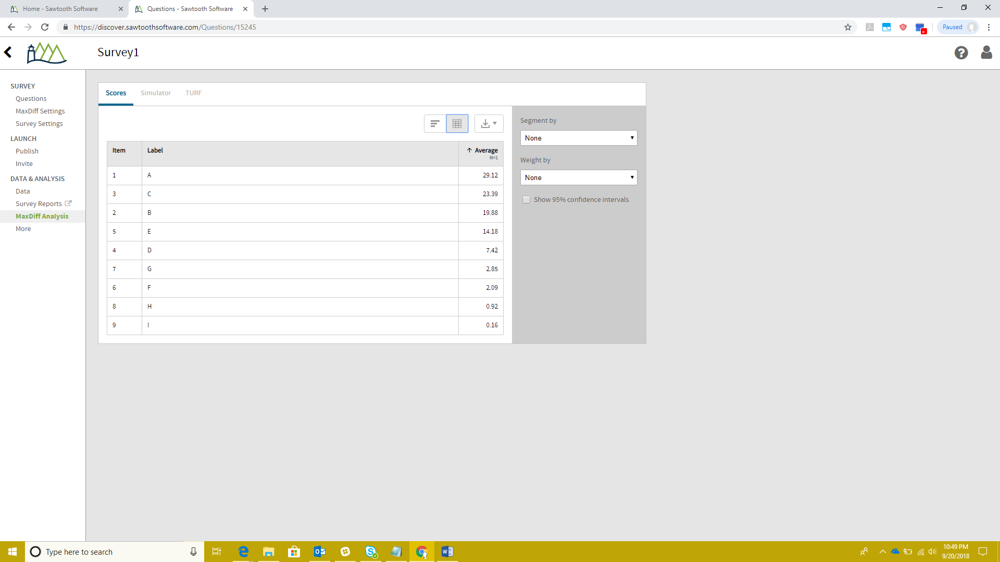 Home - Sawtooth Software
Questions - Sawtooth Software
https://discover.sawtoothsoftware.com/Questions/15245
Paused
Survey1
SURVEY
Questions
MaxDiff Settings
Survey Settings
LAUNCH
Publish
Invite
DATA & ANALYSIS
Data
Survey Reports
MaxDiff Analysis
More
Scores Simulator TURF
Item Label Average
N=1
1 A 29.12
3 C 23.39
2 B 19.88
5 E 14.18
4 D 7.42
7 G 2.85
6 F 2.09
8 H 0.92
9 I 0.16
Segment by
None
Weight by
None
Show 95% confidence intervals
Type here to search
10:49 PM
9/20/2018